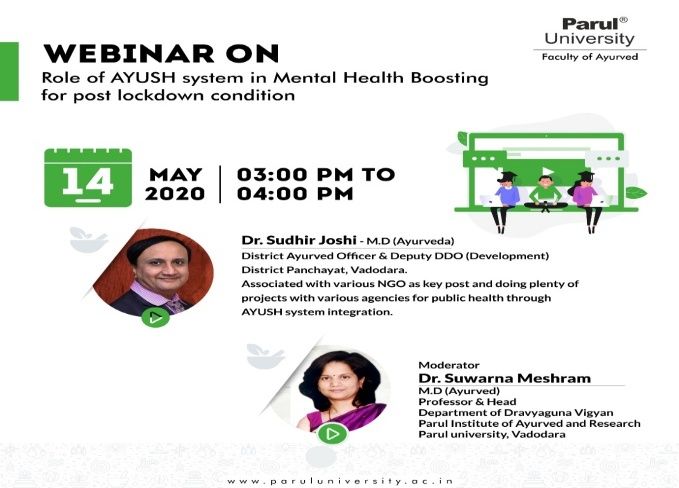 Parul®
University
Faculty of Ayurved
WEBINAR ON
Role of AYUSH system in Mental Health Boosting
for post lockdown condition
14
MAY
2020
03:00 PM TO
04:00 PM
Dr. Sudhir Joshi - M.D (Ayurveda)
District Ayurved Officer & Deputy DDO (Development)
District Panchayat, Vadodara.
Associated with various NGO as key post and doing plenty of
projects with various agencies for public health through
AYUSH system integration.
Moderator
Dr. Suwarna Meshram
M.D (Ayurved)
Professor & Head
Department of Dravyaguna Vigyan
Parul Institute of Ayurved and Research
Parul university, Vadodara
www.paruluniversity.ac.in